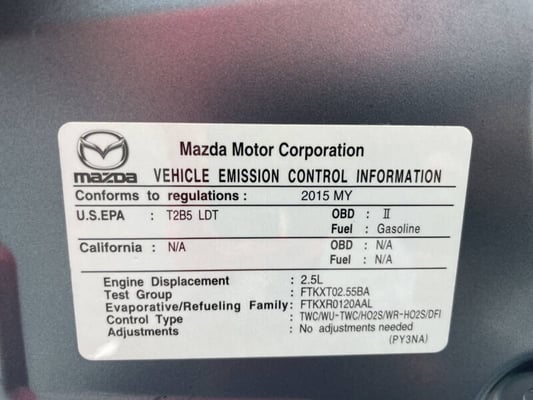 Mazda Motor Corporation
mazda VEHICLE EMISSION CONTROL INFORMATION
Conforms to regulations : 2015 MY
U.S.EPA : T2B5 LDT OBD : II
Fuel : Gasoline
California : N/A OBD : N/A
Fuel : N/A
Engine Displacement : 2.5L
Test Group : FTKXT02.55BA
Evaporative/Refueling Family: FTKXR0120AAL
Control Type : TWC/WU-TWC/HO2S/WR-HO2S/DFI
Adjustments : No adjustments needed
(PY3NA)